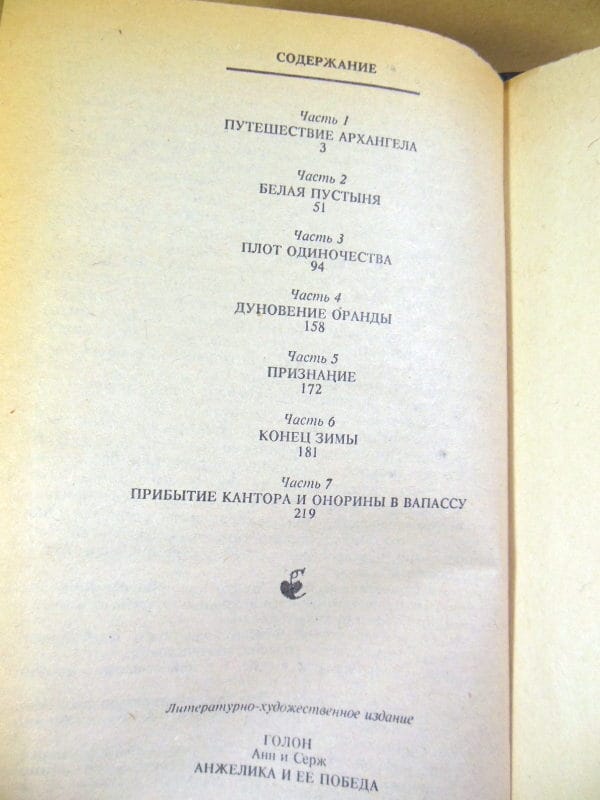 СОДЕРЖАНИЕ
Часть 1
ПУТЕШЕСТВИЕ АРХАНГЕЛА
3
Часть 2
БЕЛАЯ ПУСТЫНЯ
51
Часть 3
ПЛОТ ОДИНОЧЕСТВА
94
Часть 4
ДУНОВЕНИЕ ОРАНДЫ
158
Часть 5
ПРИЗНАНИЕ
172
Часть 6
КОНЕЦ ЗИМЫ
181
Часть 7
ПРИБЫТИЕ КАНТОРА И ОНОРИНЫ В ВАПАССУ
219
Литературно-художественное издание
ГОЛОН
Анн и Серж
АНЖЕЛИКА И ЕЕ ПОБЕДА